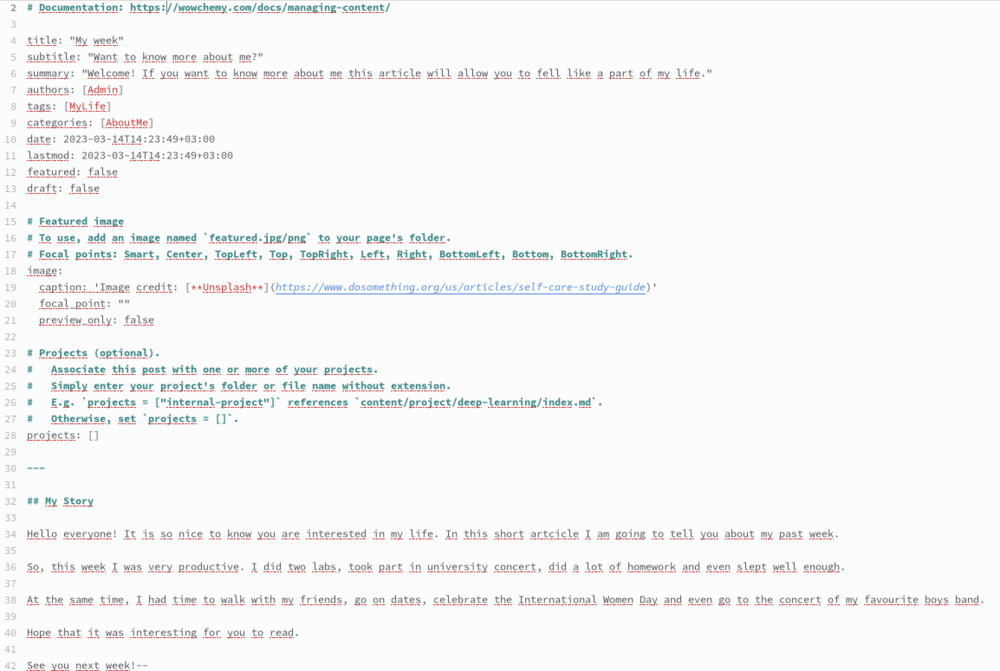 2 # Documentation: https://wowchemy.com/docs/managing-content/
3
4 title: "My week"
5 subtitle: "Want to know more about me?"
6 summary: "Welcome! If you want to know more about me this article will allow you to fell like a part of my life."
7 authors: [Admin]
8 tags: [MyLife]
9 categories: [AboutMe]
10 date: 2023-03-14T14:23:49+03:00
11 lastmod: 2023-03-14T14:23:49+03:00
12 featured: false
13 draft: false
14
15 # Featured image
16 # To use, add an image named `featured.jpg/png` to your page's folder.
17 # Focal points: Smart, Center, TopLeft, Top, TopRight, Left, Right, BottomLeft, Bottom, BottomRight.
18 image:
19   caption: 'Image credit: [**Unsplash**](https://www.dosomething.org/us/articles/self-care-study-guide)'
20   focal_point: ""
21   preview_only: false
22
23 # Projects (optional).
24 #   Associate this post with one or more of your projects.
25 #   Simply enter your project's folder or file name without extension.
26 #   E.g. `projects = ["internal-project"]` references `content/project/deep-learning/index.md`.
27 #   Otherwise, set `projects = []`.
28 projects: []
29
30 ---
31
32 ## My Story
33
34 Hello everyone! It is so nice to know you are interested in my life. In this short artcicle I am going to tell you about my past week.
35
36 So, this week I was very productive. I did two labs, took part in university concert, did a lot of homework and even slept well enough.
37
38 At the same time, I had time to walk with my friends, go on dates, celebrate the International Women Day and even go to the concert of my favourite boys band.
39
40 Hope that it was interesting for you to read.
41
42 See you next week!--